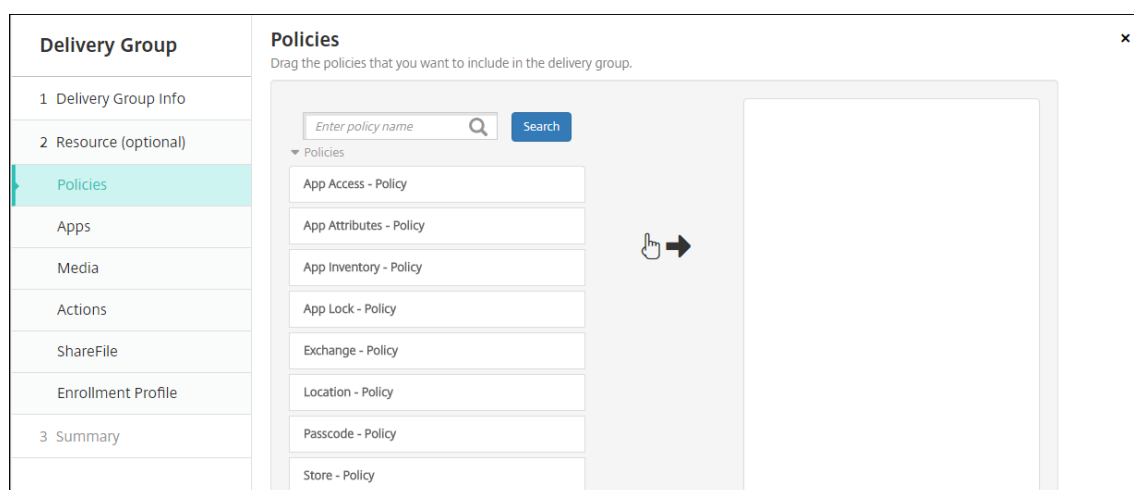 Delivery Group
1 Delivery Group Info
2 Resource (optional)
Policies
Apps
Media
Actions
ShareFile
Enrollment Profile
3 Summary
Policies
×
Drag the policies that you want to include in the delivery group.
Enter policy name
Search
Policies
App Access - Policy
App Attributes - Policy
App Inventory - Policy
App Lock - Policy
Exchange - Policy
Location - Policy
Passcode - Policy
Store - Policy